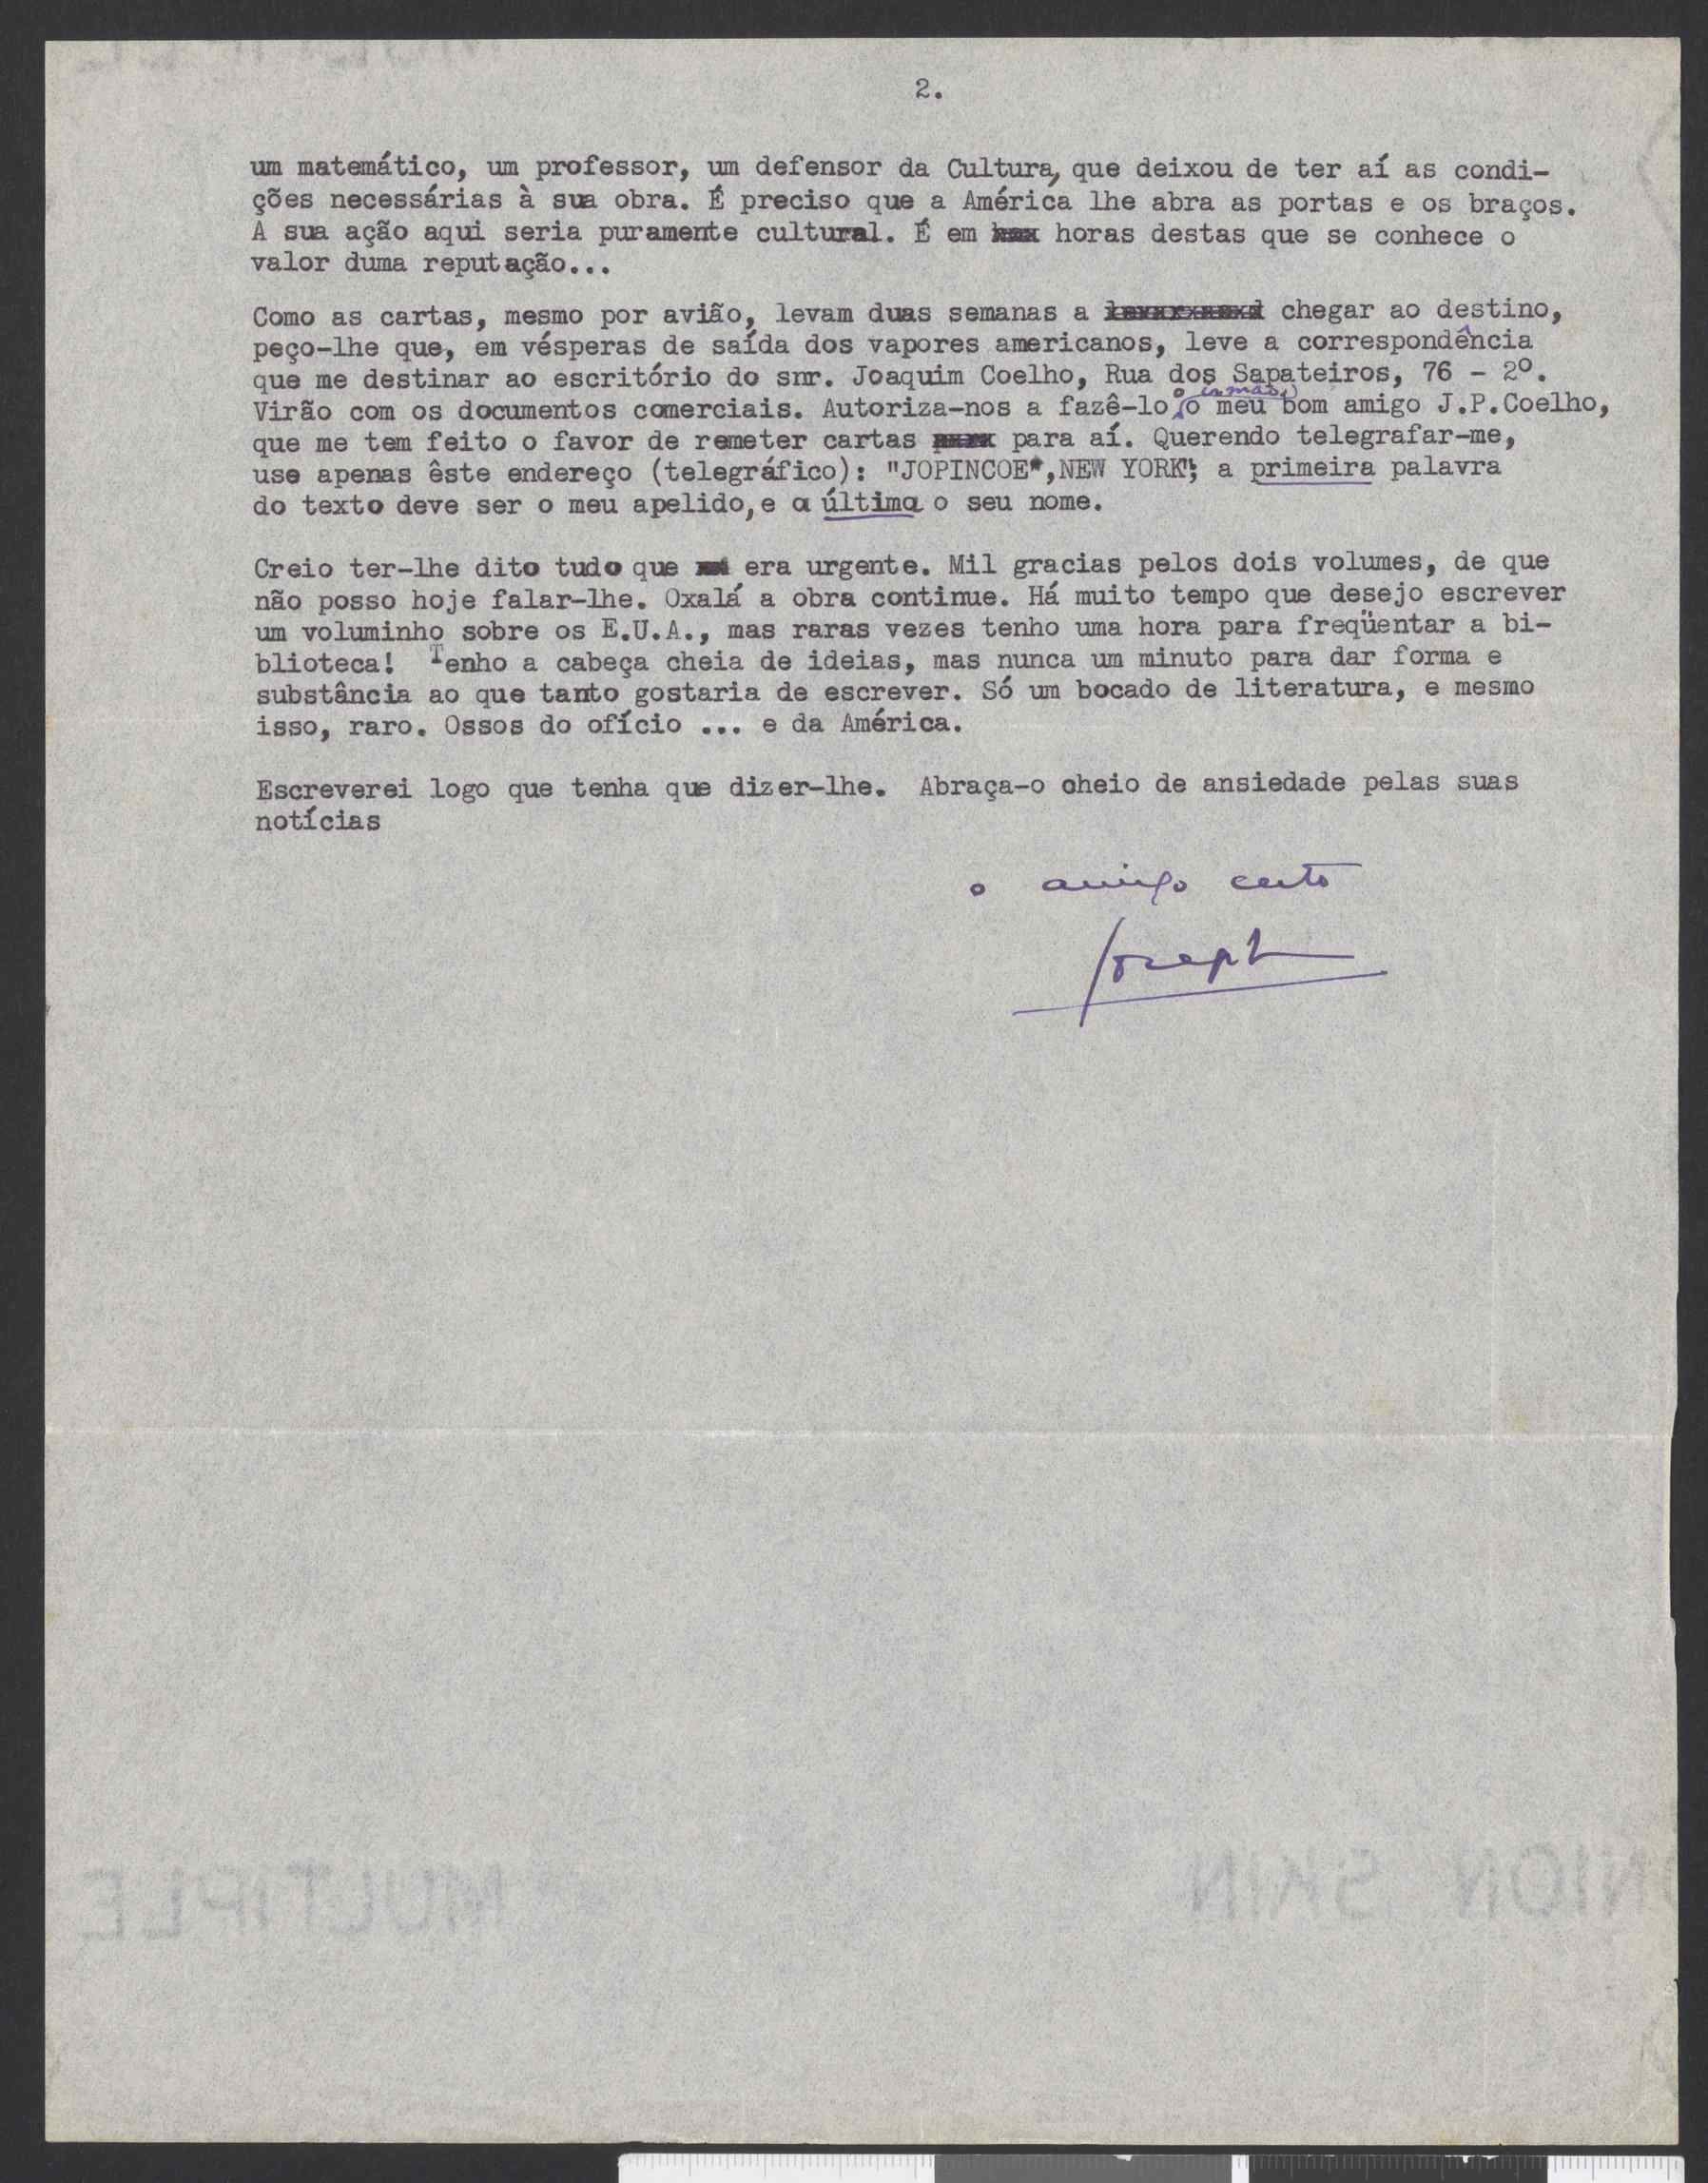 2.
um matemático, um professor, um defensor da Cultura, que deixou de ter aí as condi-
ções necessárias à sua obra. É preciso que a América lhe abra as portas e os braços.
A sua ação aqui seria puramente cultural. É em horas destas que se conhece o
valor duma reputação...
Como as cartas, mesmo por avião, levam duas semanas a chegar ao destino,
peço-lhe que, em vésperas de saída dos vapores americanos, leve a correspondência
que me destinar ao escritório do snr. Joaquim Coelho, Rua dos Sapateiros, 76 - 2º.
o irmão,
Virão com os documentos comerciais. Autoriza-nos a fazê-lo o meu bom amigo J.P.Coelho,
que me tem feito o favor de remeter cartas para aí. Querendo telegrafar-me,
use apenas êste endereço (telegráfico): "JOPINCOE",NEW YORK"; a primeira palavra
do texto deve ser o meu apelido,e a última o seu nome.
Creio ter-lhe dito tudo que era urgente. Mil gracias pelos dois volumes, de que
não posso hoje falar-lhe. Oxalá a obra continue. Há muito tempo que desejo escrever
um voluminho sobre os E.U.A., mas raras vezes tenho uma hora para freqüentar a bi-
blioteca! Tenho a cabeça cheia de ideias, mas nunca um minuto para dar forma e
substância ao que tanto gostaria de escrever. Só um bocado de literatura, e mesmo
isso, raro. Ossos do ofício ... e da América.
Escreverei logo que tenha que dizer-lhe. Abraça-o cheio de ansiedade pelas suas
notícias
o amigo certo
Joseph
NION SKIN MULTIPLE